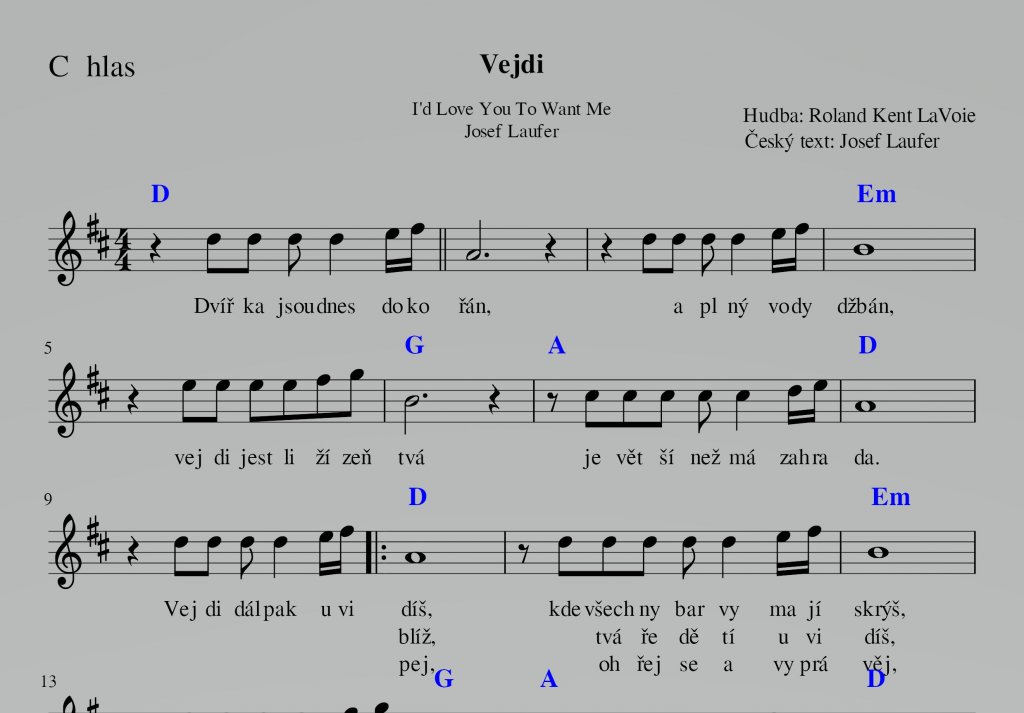 C hlas
Vejdi
I'd Love You To Want Me
Josef Laufer
Hudba: Roland Kent LaVoie
Český text: Josef Laufer
D Em
Dvíř ka jsou dnes do ko řán, a pl ný vo dy džbán,
5 G A D
vej di jest li ží zeň tvá je vět ší než má zah ra da.
9 D Em
Vej di dál pak u vi díš, kde všech ny bar vy ma jí skrýš,
blíž, tvá ře dě tí u vi díš,
pej, oh řej se a vy prá věj,
13 G A D